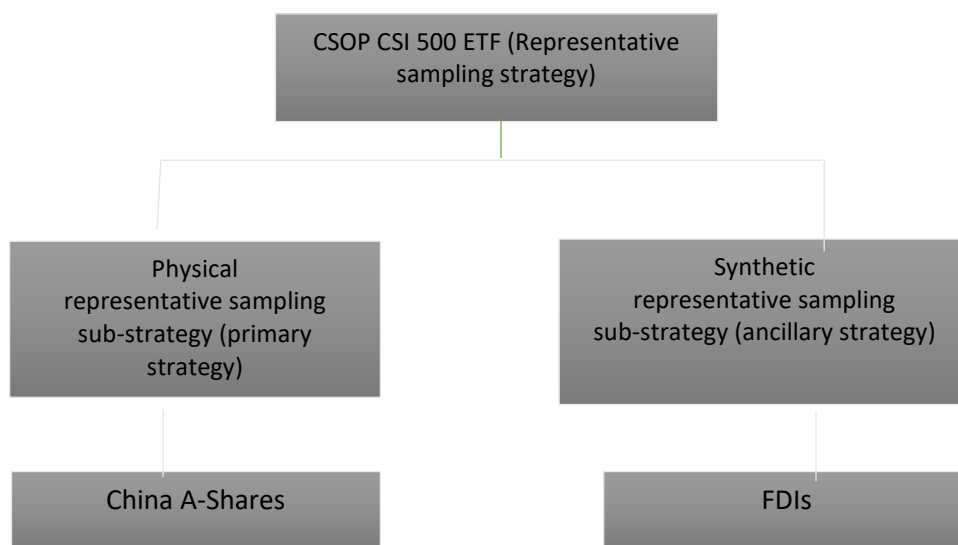 CSOP CSI 500 ETF (Representative
sampling strategy)
Physical
representative sampling
sub-strategy (primary
strategy)
Synthetic
representative sampling
sub-strategy (ancillary strategy)
China A-Shares
FDIs